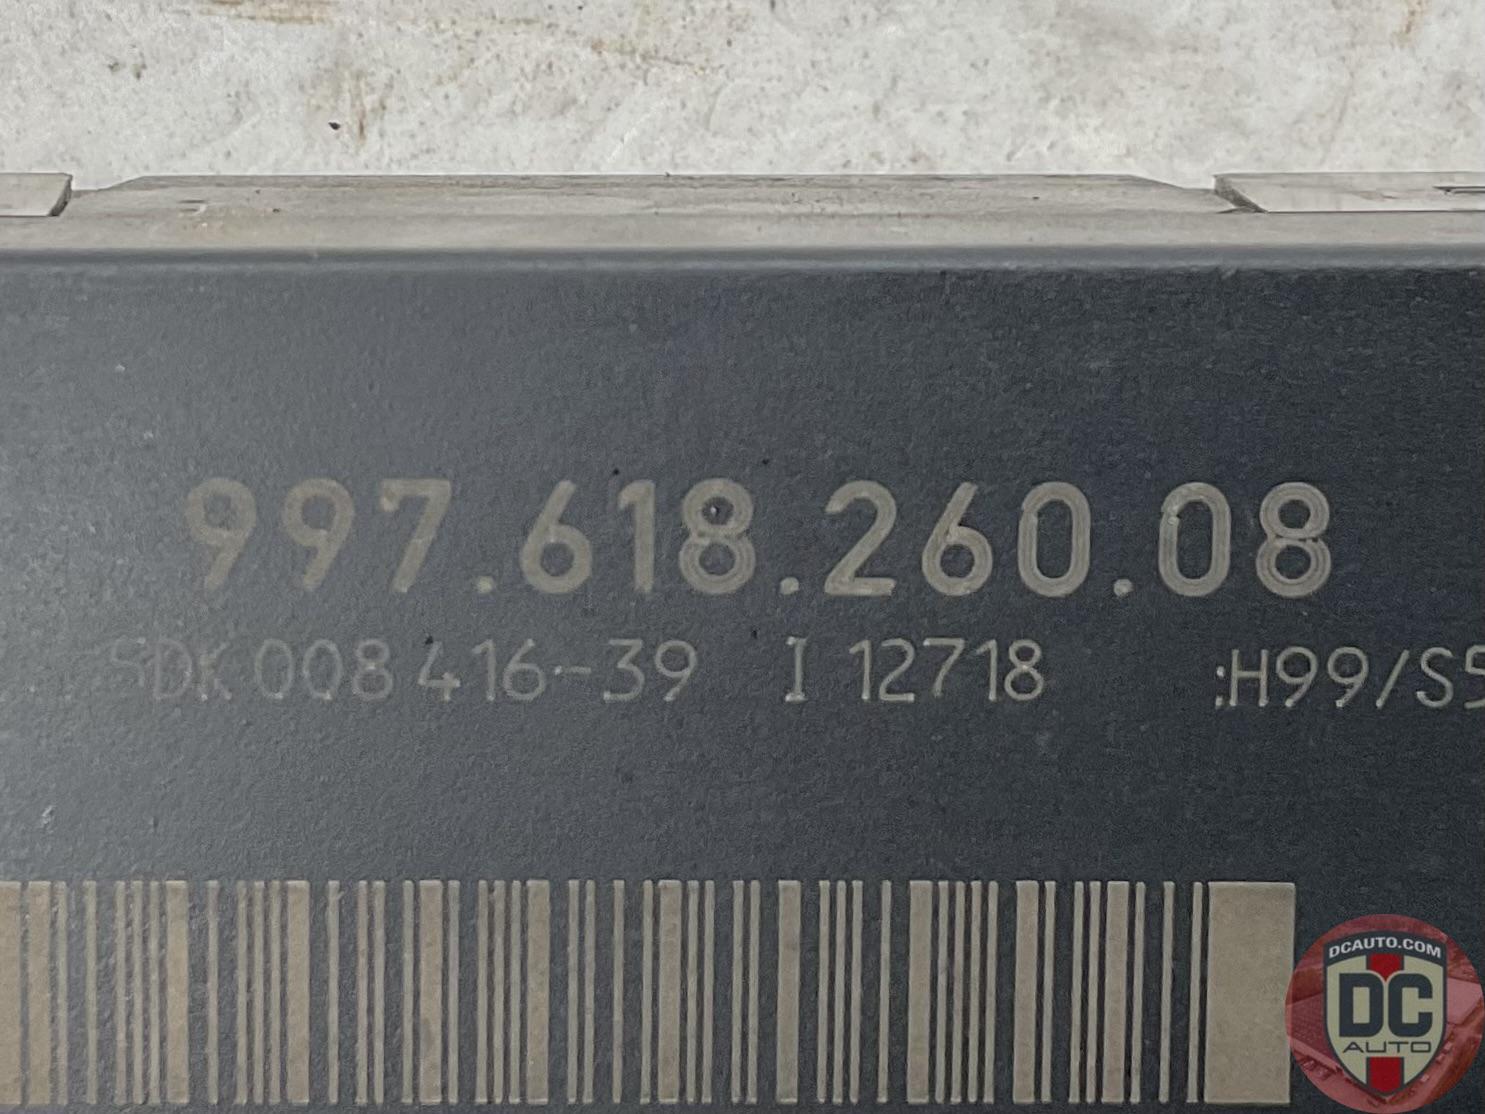 997.618.260.08
5DK 008 416-39 I 12718 :H99/S5
DCAUTO.COM
DC
AUTO